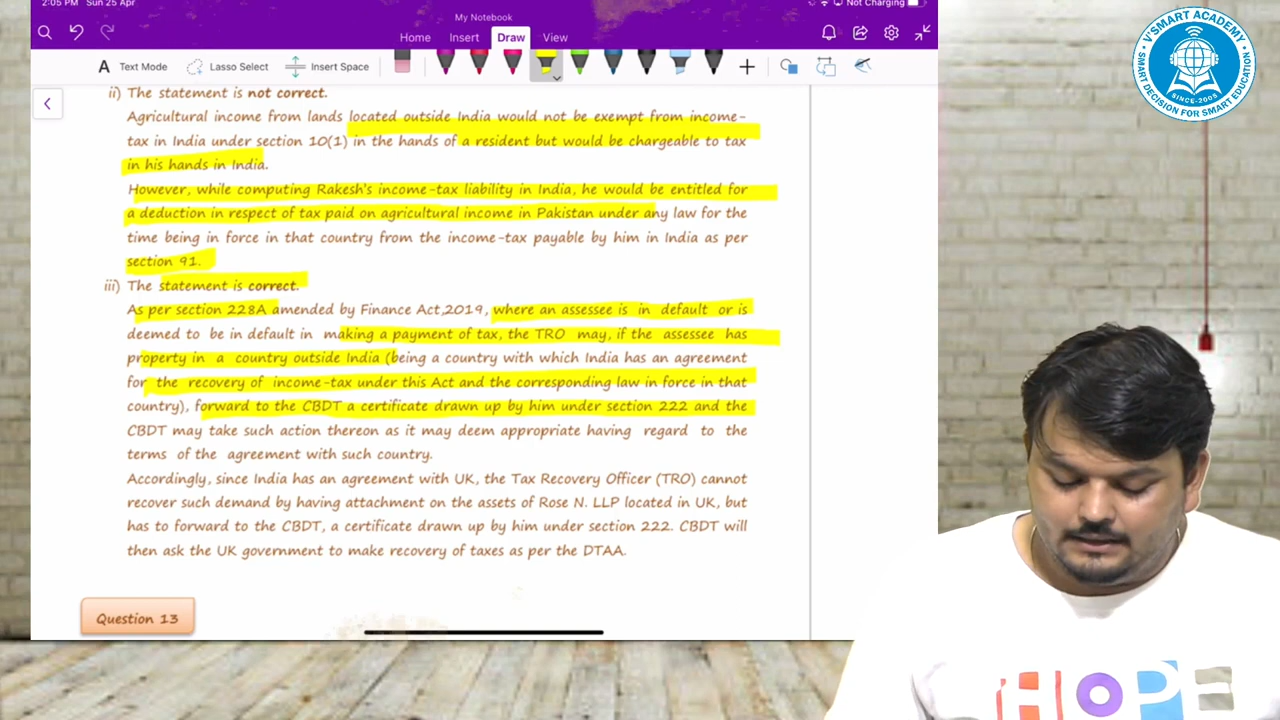 2:05 PM Sun 25 Apr
Not Charging
My Notebook
Home Insert Draw View
Text Mode Lasso Select Insert Space
ii) The statement is not correct.
Agricultural income from lands located outside India would not be exempt from income-
tax in India under section 10(1) in the hands of a resident but would be chargeable to tax
in his hands in India.
However, while computing Rakesh's income-tax liability in India, he would be entitled for
a deduction in respect of tax paid on agricultural income in Pakistan under any law for the
time being in force in that country from the income-tax payable by him in India as per
section 91.
iii) The statement is correct.
As per section 228A amended by Finance Act,2019, where an assessee is in default or is
deemed to be in default in making a payment of tax, the TRO may, if the assessee has
property in a country outside India (being a country with which India has an agreement
for the recovery of income-tax under this Act and the corresponding law in force in that
country), forward to the CBDT a certificate drawn up by him under section 222 and the
CBDT may take such action thereon as it may deem appropriate having regard to the
terms of the agreement with such country.
Accordingly, since India has an agreement with UK, the Tax Recovery Officer (TRO) cannot
recover such demand by having attachment on the assets of Rose N. LLP located in UK, but
has to forward to the CBDT, a certificate drawn up by him under section 222. CBDT will
then ask the UK government to make recovery of taxes as per the DTAA.
Question 13
V'SMART ACADEMY
SINCE-2005
SMART DECISION FOR SMART EDUCATION
HOPE